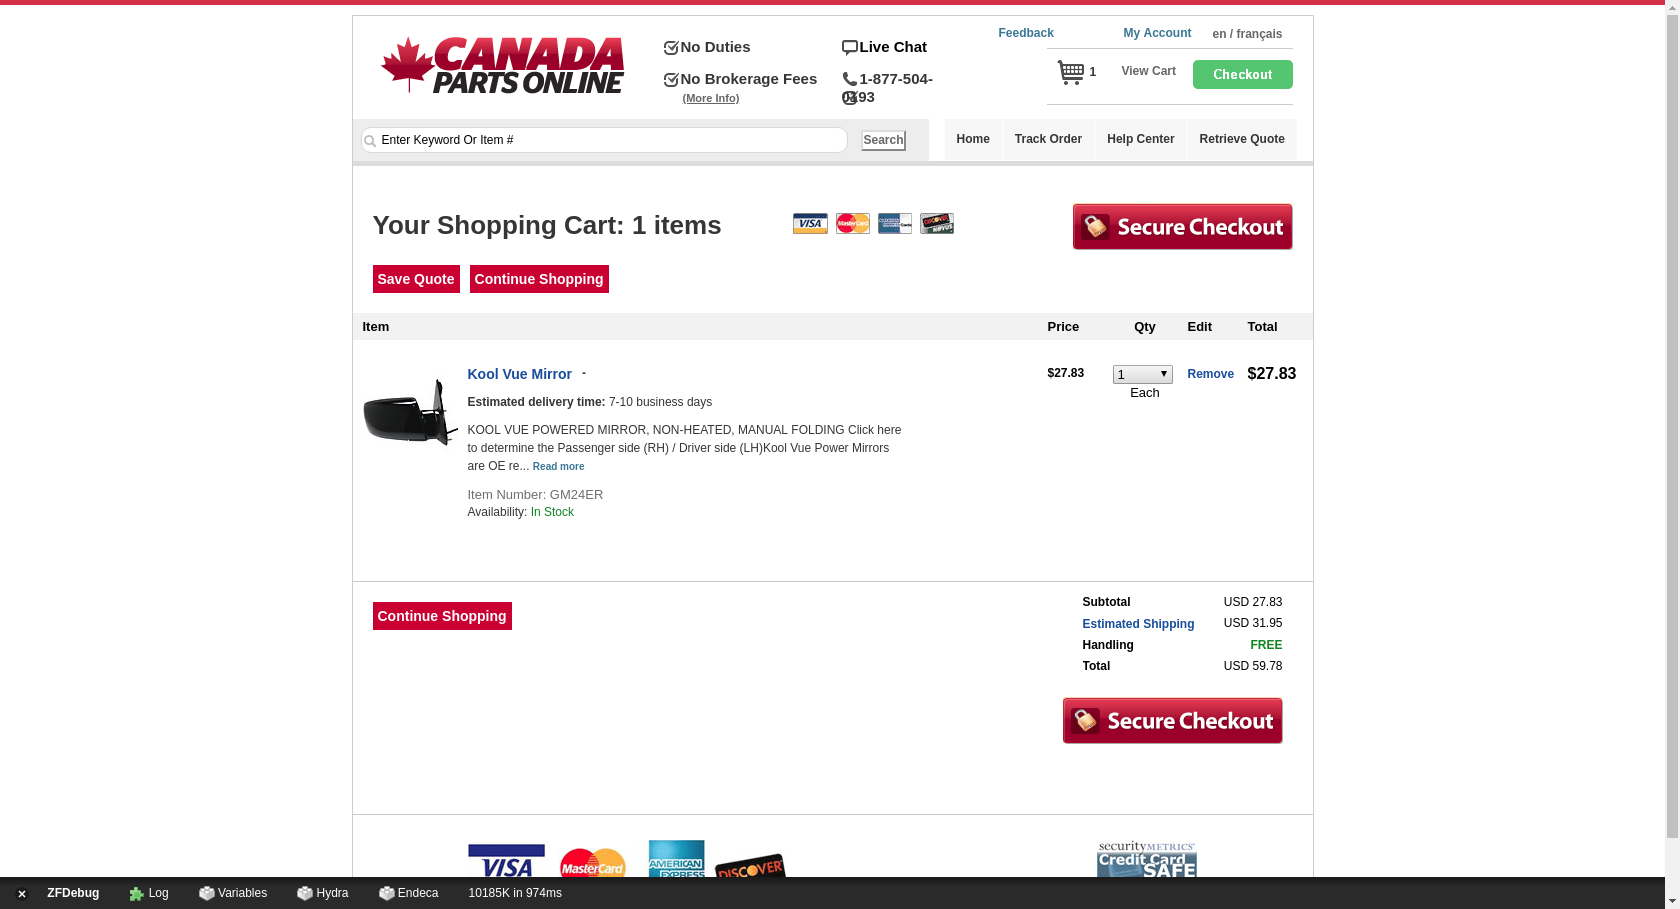 CANADA
PARTS ONLINE
No Duties
No Brokerage Fees
(More Info)
Live Chat
1-877-504-
Feedback
My Account
en / français
1
View Cart
Checkout
Enter Keyword Or Item #
Search
Home
Track Order
Help Center
Retrieve Quote
Your Shopping Cart: 1 items
VISA
MasterCard
DISCOVER
NOVUS
Secure Checkout
Save Quote
Continue Shopping
Item
Price
Qty
Edit
Total
Kool Vue Mirror -
$27.83
1
Remove
$27.83
Each
Estimated delivery time: 7-10 business days
KOOL VUE POWERED MIRROR, NON-HEATED, MANUAL FOLDING Click here
to determine the Passenger side (RH) / Driver side (LH)Kool Vue Power Mirrors
are OE re... Read more
Item Number: GM24ER
Availability: In Stock
Continue Shopping
Subtotal USD 27.83
Estimated Shipping USD 31.95
Handling FREE
Total USD 59.78
Secure Checkout
VISA
MasterCard
AMERICAN
EXPRESS
DISCOVER
securityMETRICS
Credit Card
SAFE
ZFDebug
Log
Variables
Hydra
Endeca
10185K in 974ms